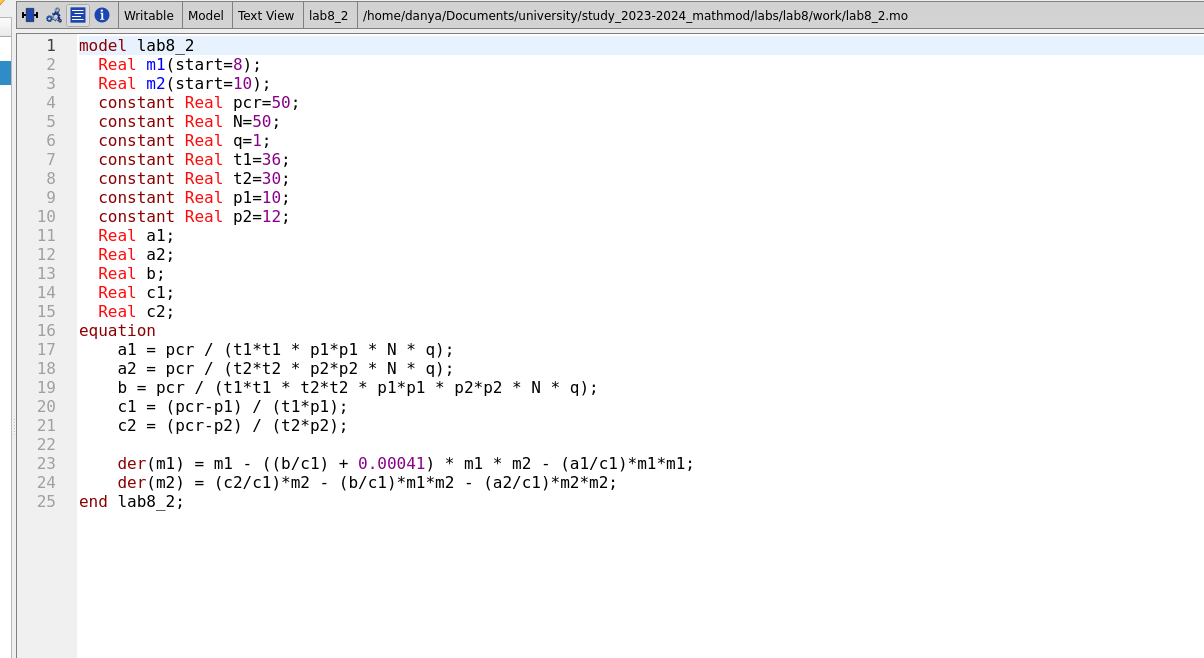 Writable Model Text View lab8_2 /home/danya/Documents/university/study_2023-2024_mathmod/labs/lab8/work/lab8_2.mo
1 model lab8_2
2   Real m1(start=8);
3   Real m2(start=10);
4   constant Real pcr=50;
5   constant Real N=50;
6   constant Real q=1;
7   constant Real t1=36;
8   constant Real t2=30;
9   constant Real p1=10;
10   constant Real p2=12;
11   Real a1;
12   Real a2;
13   Real b;
14   Real c1;
15   Real c2;
16 equation
17     a1 = pcr / (t1*t1 * p1*p1 * N * q);
18     a2 = pcr / (t2*t2 * p2*p2 * N * q);
19     b = pcr / (t1*t1 * t2*t2 * p1*p1 * p2*p2 * N * q);
20     c1 = (pcr-p1) / (t1*p1);
21     c2 = (pcr-p2) / (t2*p2);
22
23     der(m1) = m1 - ((b/c1) + 0.00041) * m1 * m2 - (a1/c1)*m1*m1;
24     der(m2) = (c2/c1)*m2 - (b/c1)*m1*m2 - (a2/c1)*m2*m2;
25 end lab8_2;